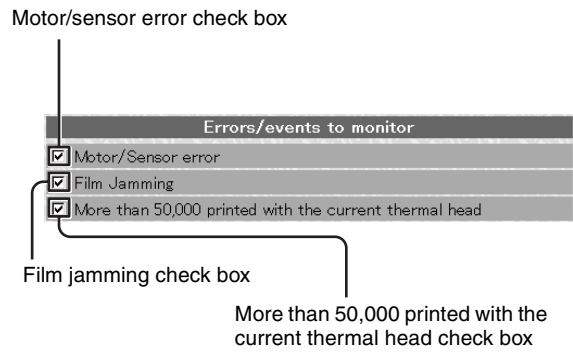 Motor/sensor error check box
Errors/events to monitor
Motor/Sensor error
Film Jamming
More than 50,000 printed with the current thermal head
Film jamming check box
More than 50,000 printed with the
current thermal head check box